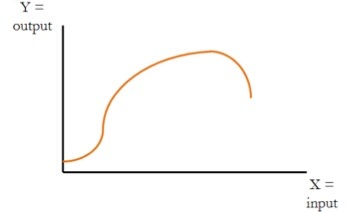 Y =
output
X =
input